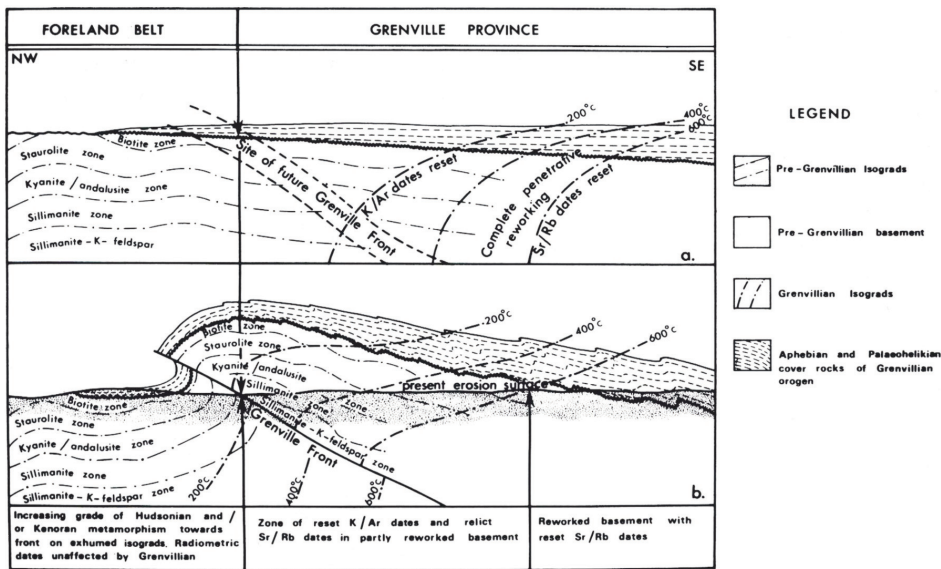 FORELAND BELT
GRENVILLE PROVINCE
NW
SE
Biotite zone
Staurolite zone
Kyanite / andalusite zone
Sillimanite zone
Sillimanite - K - feldspar
Site of future Grenville Front
K/Ar dates reset
Complete penetrative
reworking
Sr/Rb dates reset
200°c
400°c
600°c
a.
LEGEND
Pre-Grenvillian Isograds
Pre-Grenvillian basement
Grenvillian Isograds
Aphebian and Palaeohelikian
cover rocks of Grenvillian
orogen
Biotite zone
Staurolite zone
Kyanite / andalusite
Sillimanite zone
Sillimanite - K - feldspar zone
200°c
400°c
600°c
present erosion surface
Biotite zone
Staurolite zone
Kyanite / andalusite zone
Sillimanite zone
Sillimanite - K - feldspar zone
Grenville Front
200°c
400°c
600°c
b.
Increasing grade of Hudsonian and /
or Kenoran metamorphism towards
front on exhumed isograds. Radiometric
dates unaffected by Grenvillian
Zone of reset K/Ar dates and relict
Sr/Rb dates in partly reworked basement
Reworked basement with
reset Sr/Rb dates